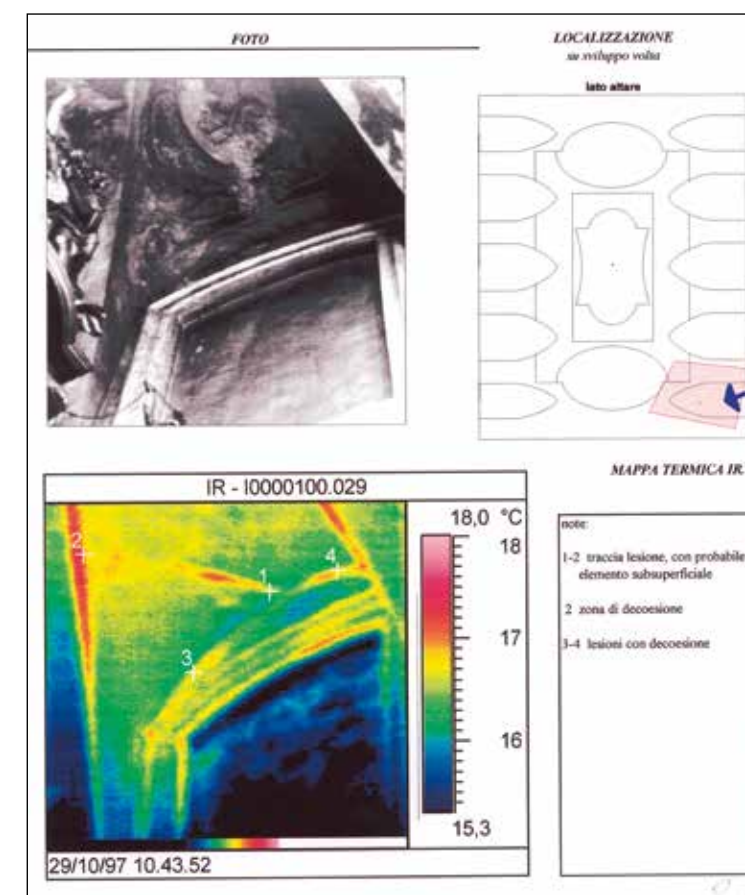 FOTO
LOCALIZZAZIONE
su sviluppo volta
lato altare
IR - I0000100.029
18,0 °C
18
17
16
15,3
2
1
4
3
29/10/97 10.43.52
MAPPA TERMICA IR.
note:
1-2 traccia lesione, con probabile
elemento subsuperficiale
2 zona di decoesione
3-4 lesioni con decoesione